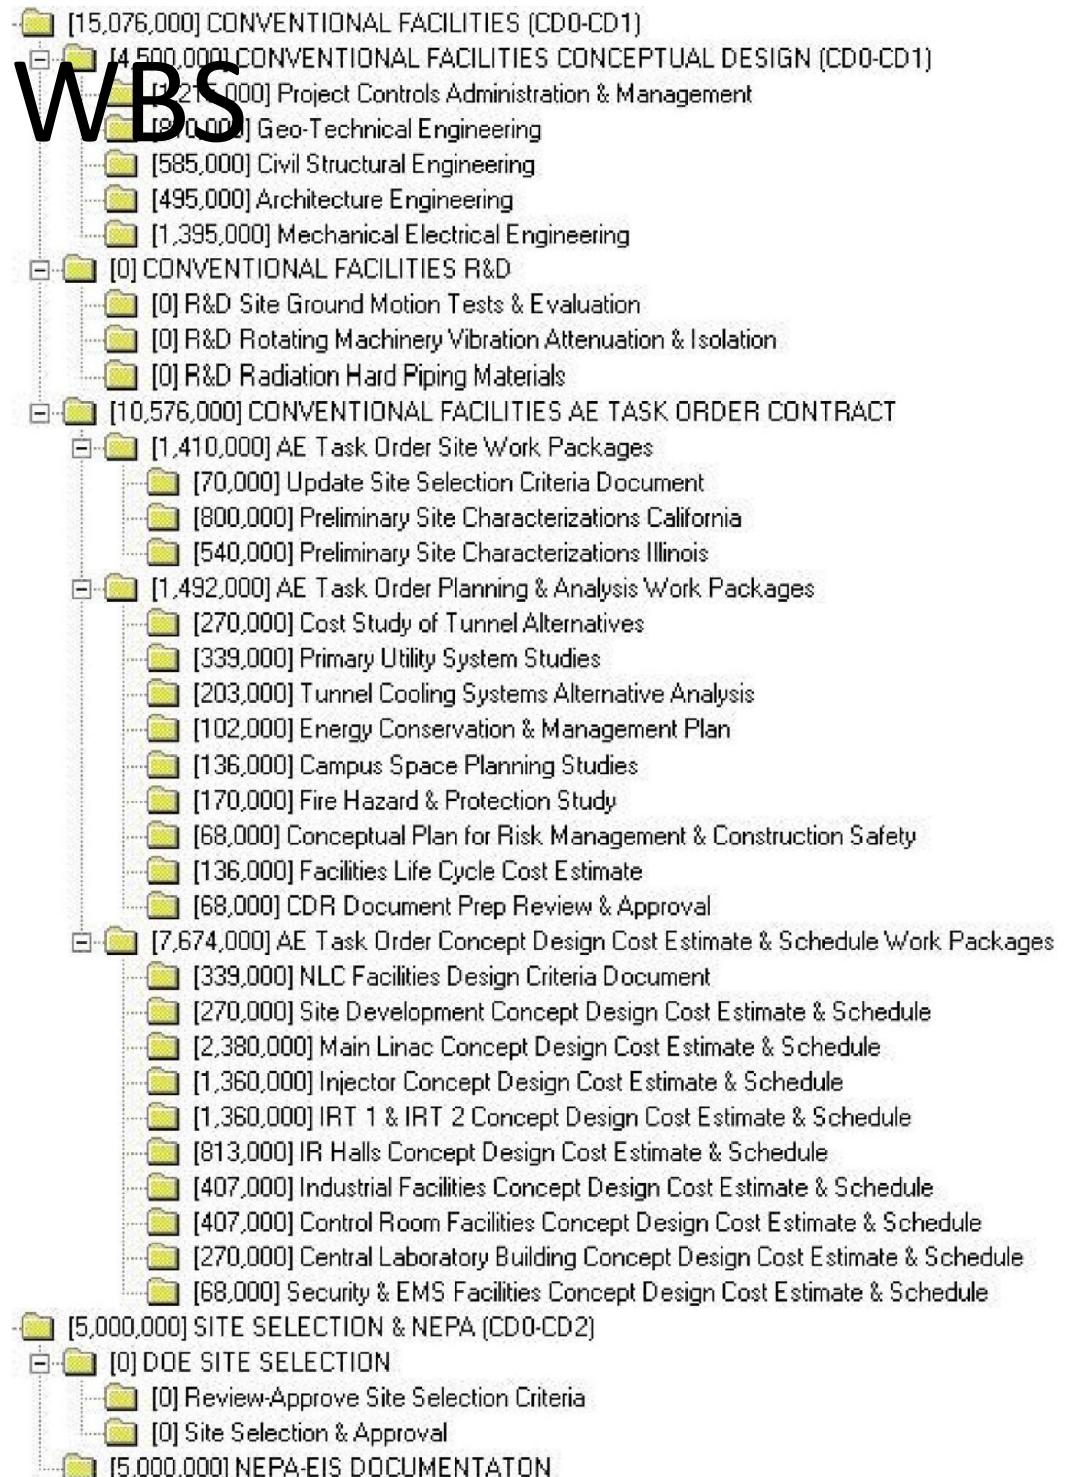 [15,076,000] CONVENTIONAL FACILITIES (CD0-CD1)
[4,500,000] CONVENTIONAL FACILITIES CONCEPTUAL DESIGN (CD0-CD1)
WBS
[1,215,000] Project Controls Administration & Management
[810,000] Geo-Technical Engineering
[585,000] Civil Structural Engineering
[495,000] Architecture Engineering
[1,395,000] Mechanical Electrical Engineering
[0] CONVENTIONAL FACILITIES R&D
[0] R&D Site Ground Motion Tests & Evaluation
[0] R&D Rotating Machinery Vibration Attenuation & Isolation
[0] R&D Radiation Hard Piping Materials
[10,576,000] CONVENTIONAL FACILITIES AE TASK ORDER CONTRACT
[1,410,000] AE Task Order Site Work Packages
[70,000] Update Site Selection Criteria Document
[800,000] Preliminary Site Characterizations California
[540,000] Preliminary Site Characterizations Illinois
[1,492,000] AE Task Order Planning & Analysis Work Packages
[270,000] Cost Study of Tunnel Alternatives
[339,000] Primary Utility System Studies
[203,000] Tunnel Cooling Systems Alternative Analysis
[102,000] Energy Conservation & Management Plan
[136,000] Campus Space Planning Studies
[170,000] Fire Hazard & Protection Study
[68,000] Conceptual Plan for Risk Management & Construction Safety
[136,000] Facilities Life Cycle Cost Estimate
[68,000] CDR Document Prep Review & Approval
[7,674,000] AE Task Order Concept Design Cost Estimate & Schedule Work Packages
[339,000] NLC Facilities Design Criteria Document
[270,000] Site Development Concept Design Cost Estimate & Schedule
[2,380,000] Main Linac Concept Design Cost Estimate & Schedule
[1,360,000] Injector Concept Design Cost Estimate & Schedule
[1,360,000] IRT 1 & IRT 2 Concept Design Cost Estimate & Schedule
[813,000] IR Halls Concept Design Cost Estimate & Schedule
[407,000] Industrial Facilities Concept Design Cost Estimate & Schedule
[407,000] Control Room Facilities Concept Design Cost Estimate & Schedule
[270,000] Central Laboratory Building Concept Design Cost Estimate & Schedule
[68,000] Security & EMS Facilities Concept Design Cost Estimate & Schedule
[5,000,000] SITE SELECTION & NEPA (CD0-CD2)
[0] DOE SITE SELECTION
[0] Review-Approve Site Selection Criteria
[0] Site Selection & Approval
[5,000,000] NEPA-EIS DOCUMENTATON